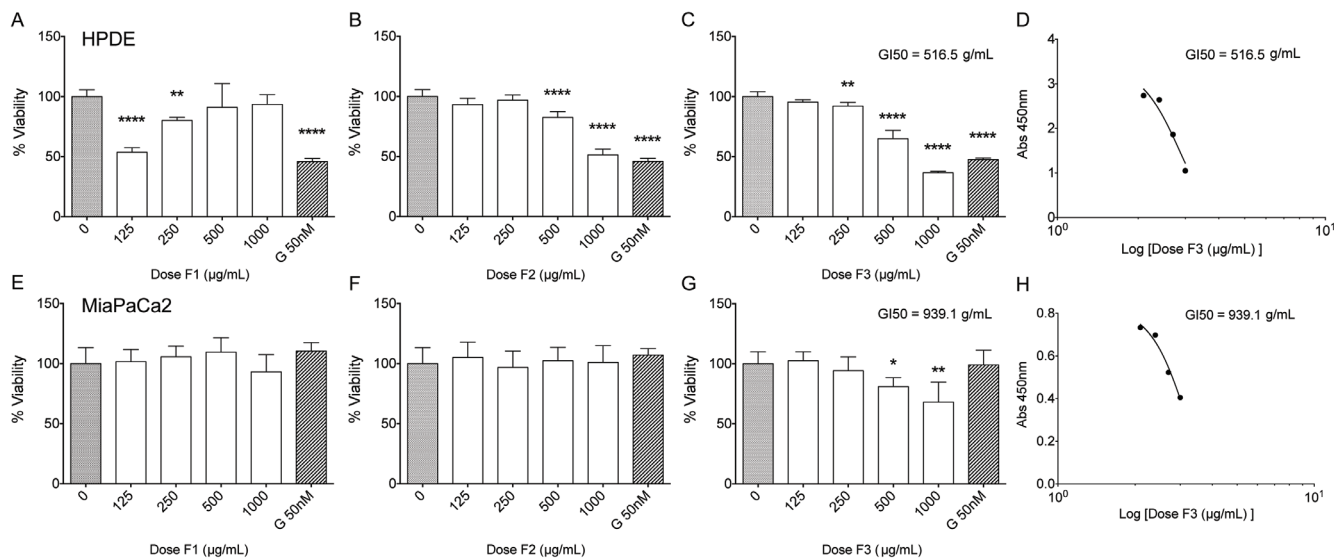 A
HPDE
% Viability
150
100
50
0
****
**
****
0
125
250
500
1000
G 50nM
Dose F1 (µg/mL)
B
% Viability
150
100
50
0
****
****
****
0
125
250
500
1000
G 50nM
Dose F2 (µg/mL)
C
GI50 = 516.5 g/mL
% Viability
150
100
50
0
**
****
****
****
0
125
250
500
1000
G 50nM
Dose F3 (µg/mL)
D
GI50 = 516.5 g/mL
Abs 450nm
4
3
2
1
0
10⁰
10¹
Log [Dose F3 (µg/mL) ]
E
MiaPaCa2
% Viability
150
100
50
0
0
125
250
500
1000
G 50nM
Dose F1 (µg/mL)
F
% Viability
150
100
50
0
0
125
250
500
1000
G 50nM
Dose F2 (µg/mL)
G
GI50 = 939.1 g/mL
% Viability
150
100
50
0
*
**
0
125
250
500
1000
G 50nM
Dose F3 (µg/mL)
H
GI50 = 939.1 g/mL
Abs 450nm
0.8
0.6
0.4
0.2
0.0
10⁰
10¹
Log [Dose F3 (µg/mL) ]